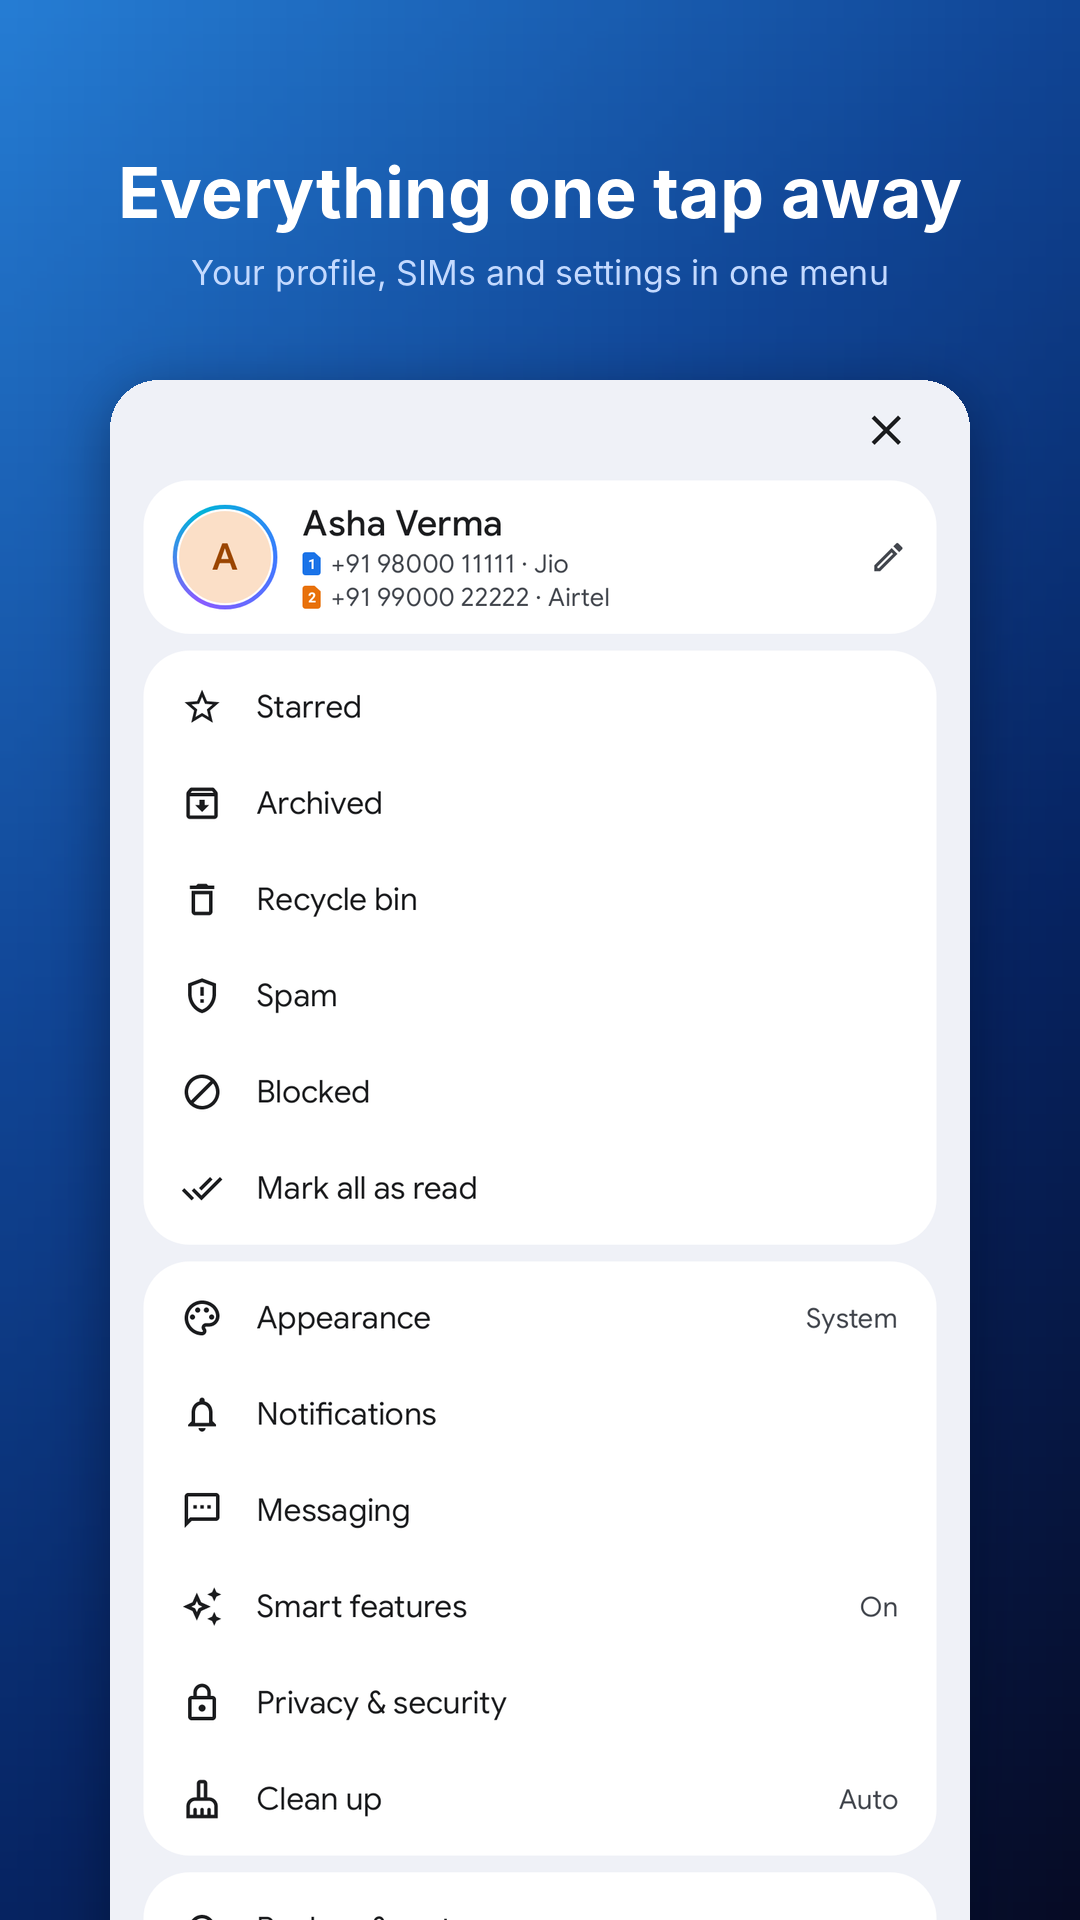 Everything one tap away
Your profile, SIMs and settings in one menu
A
Asha Verma
1 +91 98000 11111 · Jio
2 +91 99000 22222 · Airtel
Starred
Archived
Recycle bin
Spam
Blocked
Mark all as read
Appearance System
Notifications
Messaging
Smart features On
Privacy & security
Clean up Auto